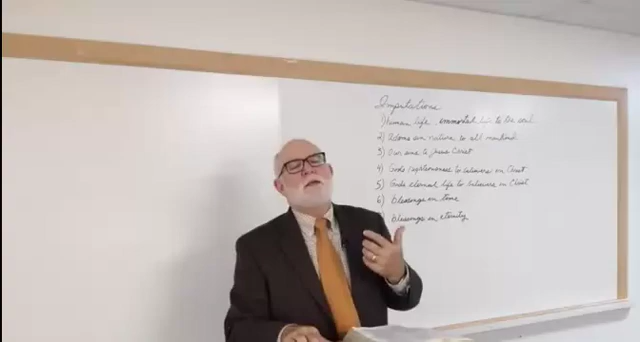 Imputations
1) Human life, immortal to the soul
2) Adams sin nature to all mankind
3) Our sins to Jesus Christ
4) Gods righteousness to believers in Christ
5) Gods eternal life to believers in Christ
6) blessings in time
blessings in eternity